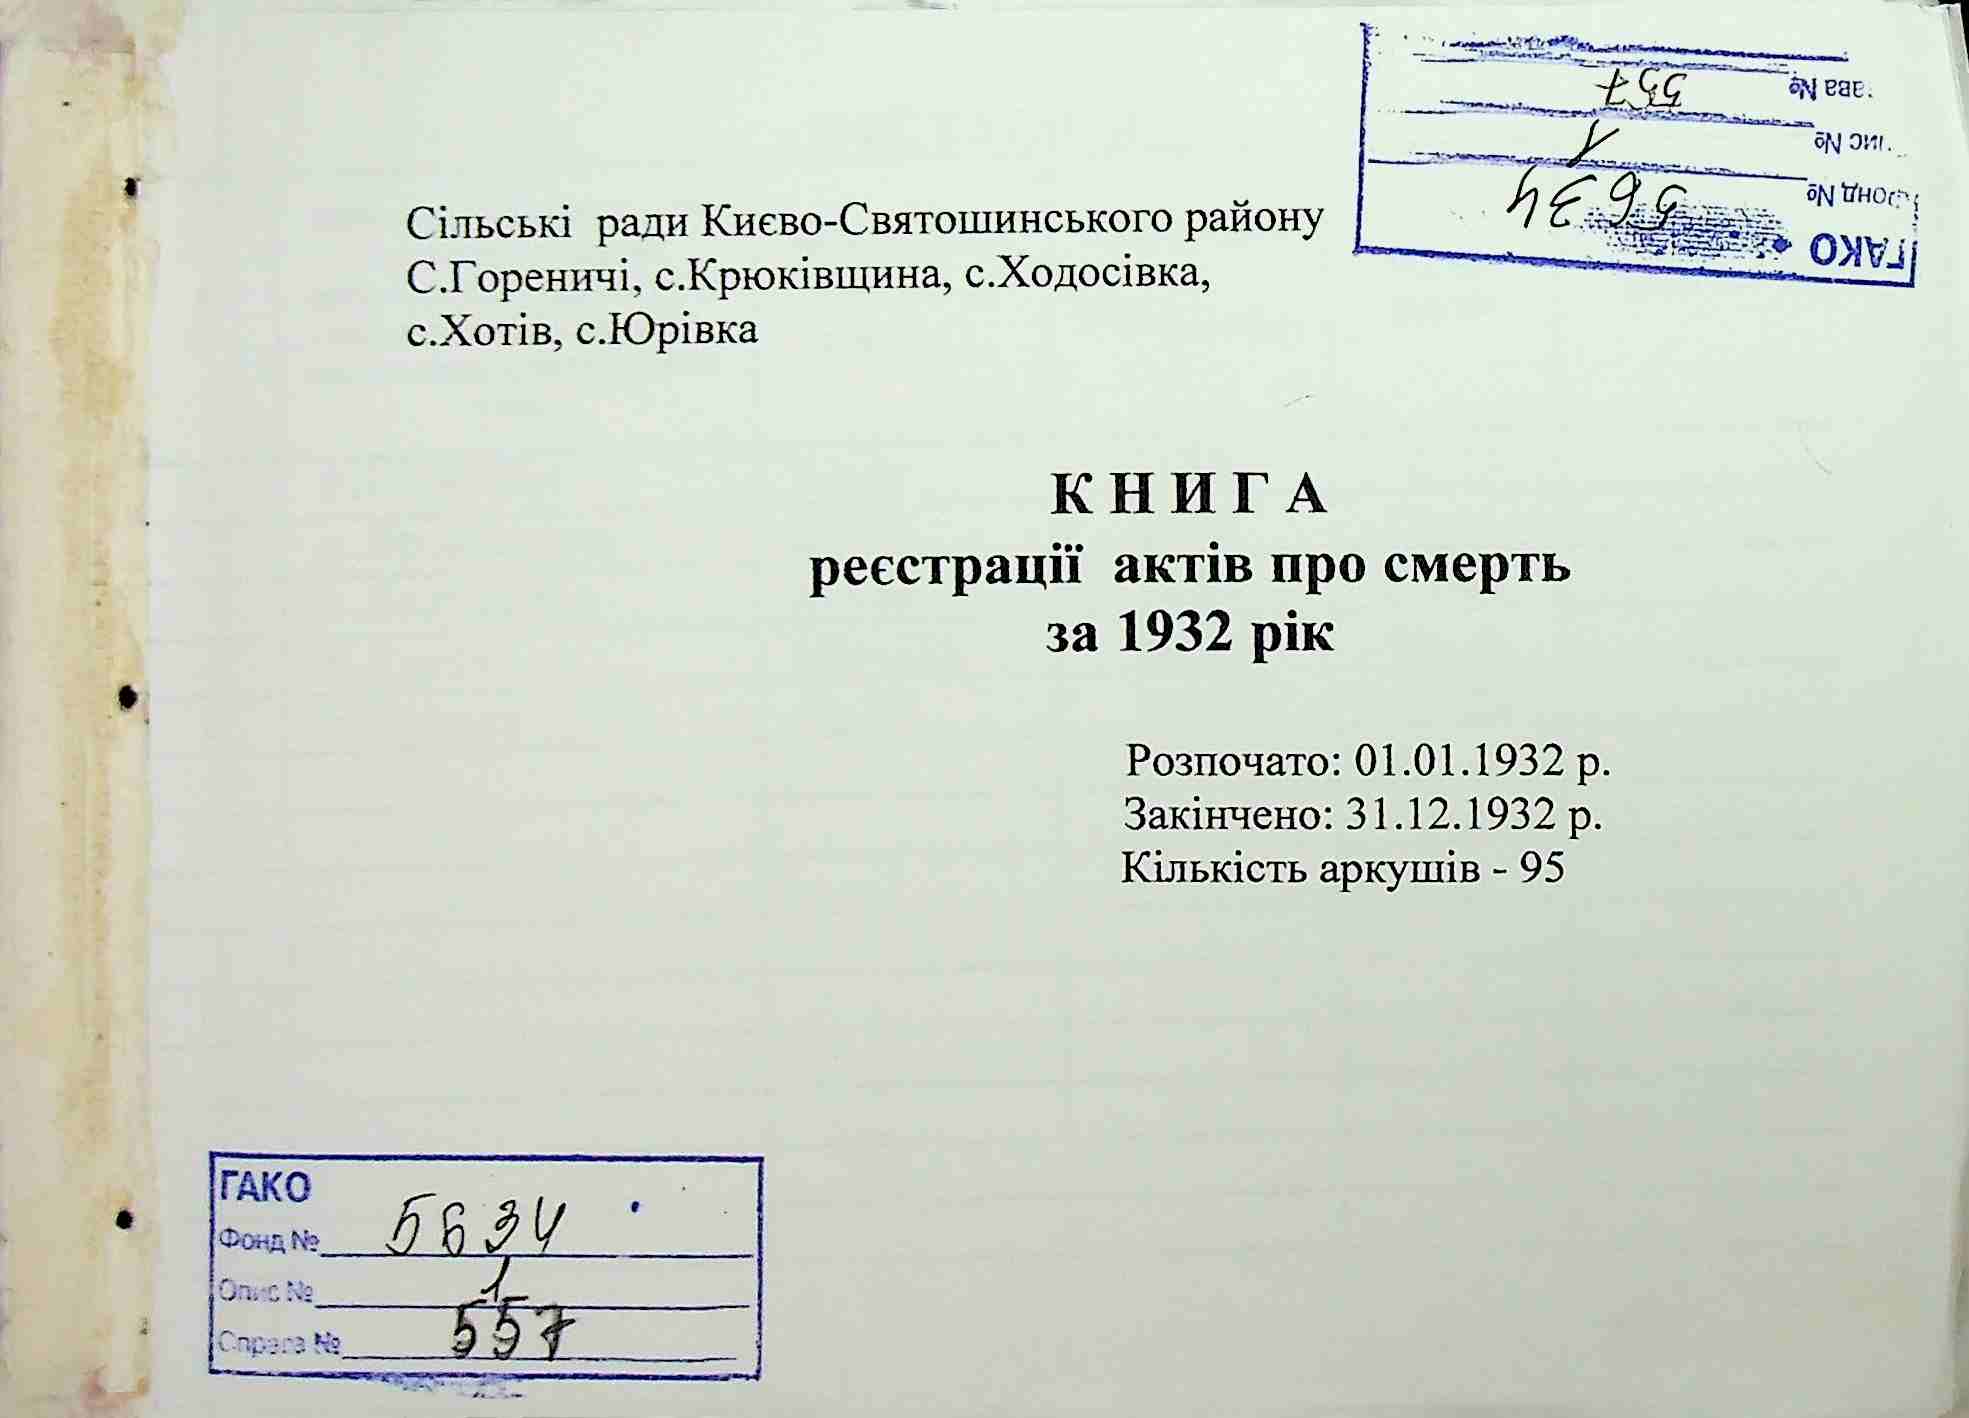 Сільські ради Києво-Святошинського району
С.Гореничі, с.Крюківщина, с.Ходосівка,
с.Хотів, с.Юрівка
КНИГА
реєстрації актів про смерть
за 1932 рік
Розпочато: 01.01.1932 р.
Закінчено: 31.12.1932 р.
Кількість аркушів - 95
ГАКО
Фонд № 5634
Опис № 1
Справа № 557
ГАКО
Фонд № 5634
пис № 1
ава № 557